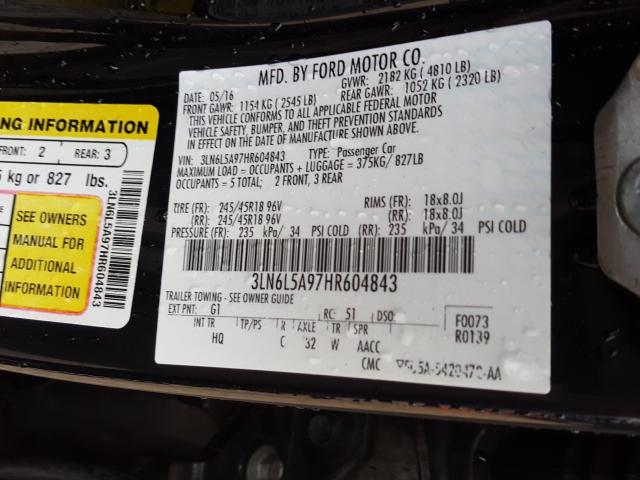 NG INFORMATION
FRONT: 2 REAR: 3
kg or 827 lbs.
SEE OWNERS
MANUAL FOR
ADDITIONAL
INFORMATION
3LN6L5A97HR604843
MFD. BY FORD MOTOR CO.
DATE: 05/16 GVWR: 2182 KG ( 4810 LB)
FRONT GAWR: 1154 KG ( 2545 LB) REAR GAWR: 1052 KG ( 2320 LB)
THIS VEHICLE CONFORMS TO ALL APPLICABLE FEDERAL MOTOR
VEHICLE SAFETY, BUMPER, AND THEFT PREVENTION STANDARDS
IN EFFECT ON THE DATE OF MANUFACTURE SHOWN ABOVE.
VIN: 3LN6L5A97HR604843 TYPE: Passenger Car
MAXIMUM LOAD = OCCUPANTS + LUGGAGE = 375KG/ 827LB
OCCUPANTS = 5 TOTAL; 2 FRONT, 3 REAR
TIRE (FR): 245/45R18 96V RIMS (FR): 18x8.0J
(RR): 245/45R18 96V (RR): 18x8.0J
PRESSURE (FR): 235 kPa/ 34 PSI COLD (RR): 235 kPa/ 34 PSI COLD
3LN6L5A97HR604843
TRAILER TOWING - SEE OWNER GUIDE
EXT PNT: G1 RC: 51 DSO: F0073
INT TR TP/PS R AXLE TR SPR R0139
HQ C 32 W AACC
CMC 5420472-AA